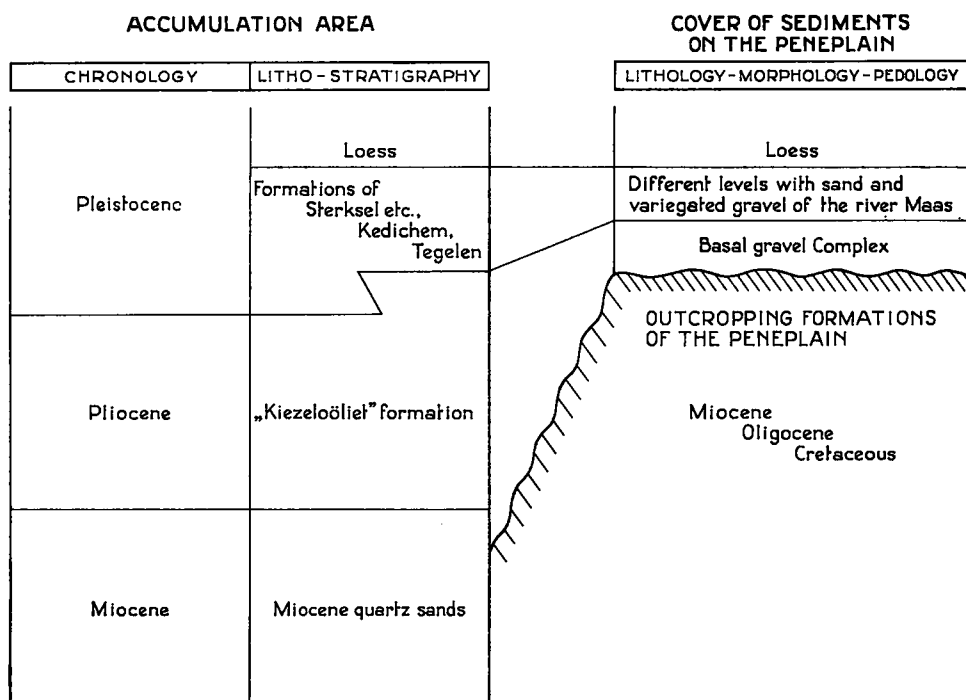 ACCUMULATION AREA
COVER OF SEDIMENTS
ON THE PENEPLAIN
CHRONOLOGY
LITHO-STRATIGRAPHY
LITHOLOGY-MORPHOLOGY-PEDOLOGY
Pleistocene
Loess
Formations of
Sterksel etc.,
Kedichem,
Tegelen
Loess
Different levels with sand and
variegated gravel of the river Maas
Basal gravel Complex
OUTCROPPING FORMATIONS
OF THE PENEPLAIN
Pliocene
„Kiezeloöliet” formation
Miocene
Oligocene
Cretaceous
Miocene
Miocene quartz sands